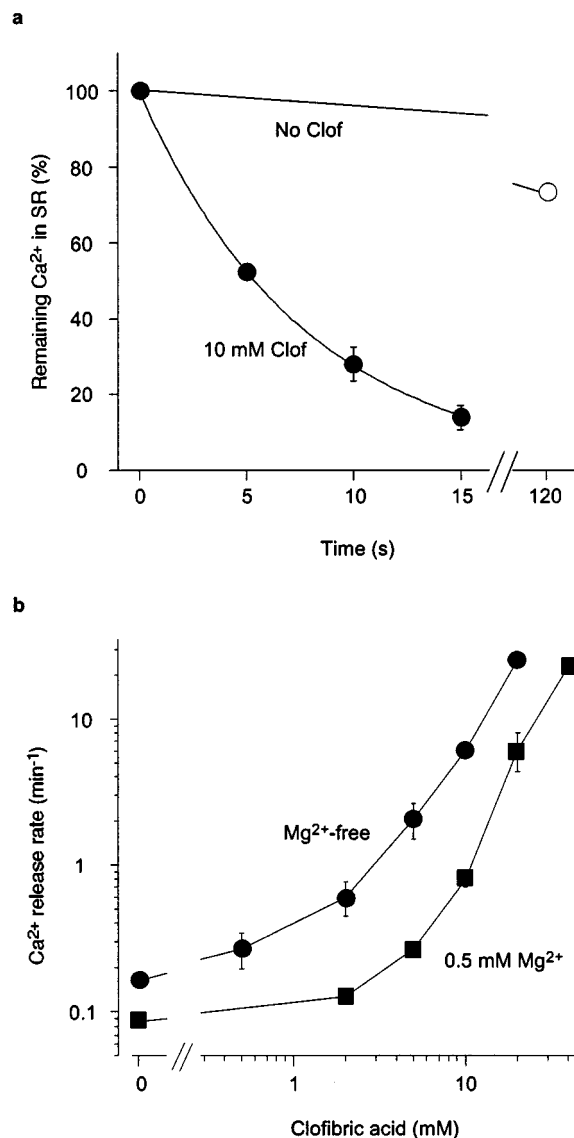 a
100
80
60
40
20
0
Remaining Ca²⁺ in SR (%)
No Clof
10 mM Clof
0 5 10 15 120
Time (s)
b
10
1
0.1
Ca²⁺ release rate (min⁻¹)
Mg²⁺-free
0.5 mM Mg²⁺
0 1 10
Clofibric acid (mM)